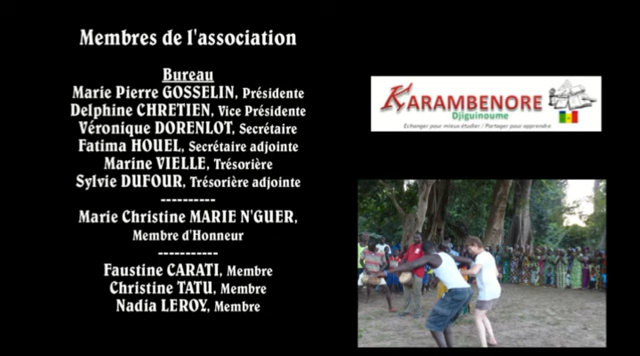 Membres de l'association
Bureau
Marie Pierre GOSSELIN, Présidente
Delphine CHRETIEN, Vice Présidente
Véronique DORENLOT, Secrétaire
Fatima HOUEL, Secrétaire adjointe
Marine VIELLE, Trésorière
Sylvie DUFOUR, Trésorière adjointe
----------
Marie Christine MARIE N'GUER,
Membre d'Honneur
-----------
Faustine CARATI, Membre
Christine TATU, Membre
Nadia LEROY, Membre
KARAMBENORE
Djiguinoume
Echanger pour mieux étudier / Partager pour apprendre